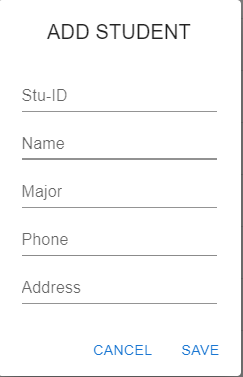 ADD STUDENT
Stu-ID
Name
Major
Phone
Address
CANCEL SAVE